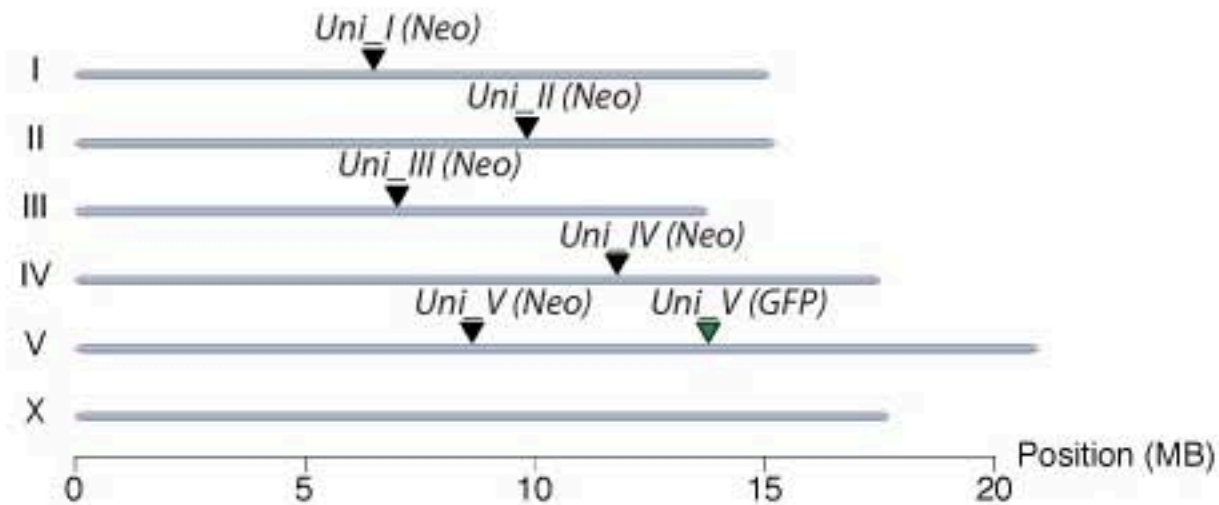 Uni_I (Neo)
I
Uni_II (Neo)
II
Uni_III (Neo)
III
Uni_IV (Neo)
IV
Uni_V (Neo) Uni_V (GFP)
V
X
Position (MB)
0 5 10 15 20